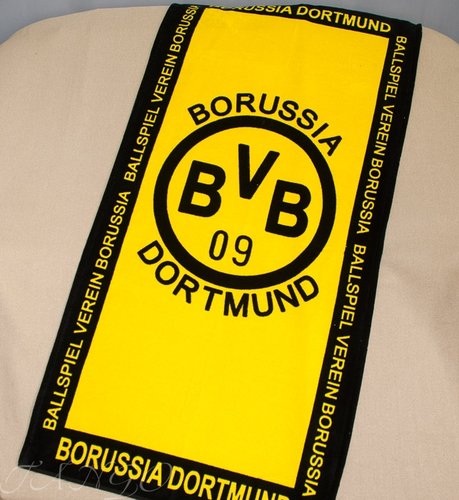 BORUSSIA DORTMUND
BALLSPIEL VEREIN BORUSSIA
BALLSPIEL VEREIN BORUSSIA
BORUSSIA
BVB
09
DORTMUND
BALLSPIEL VEREIN BORUSSIA
BALLSPIEL VEREIN BORUSSIA
BORUSSIA DORTMUND